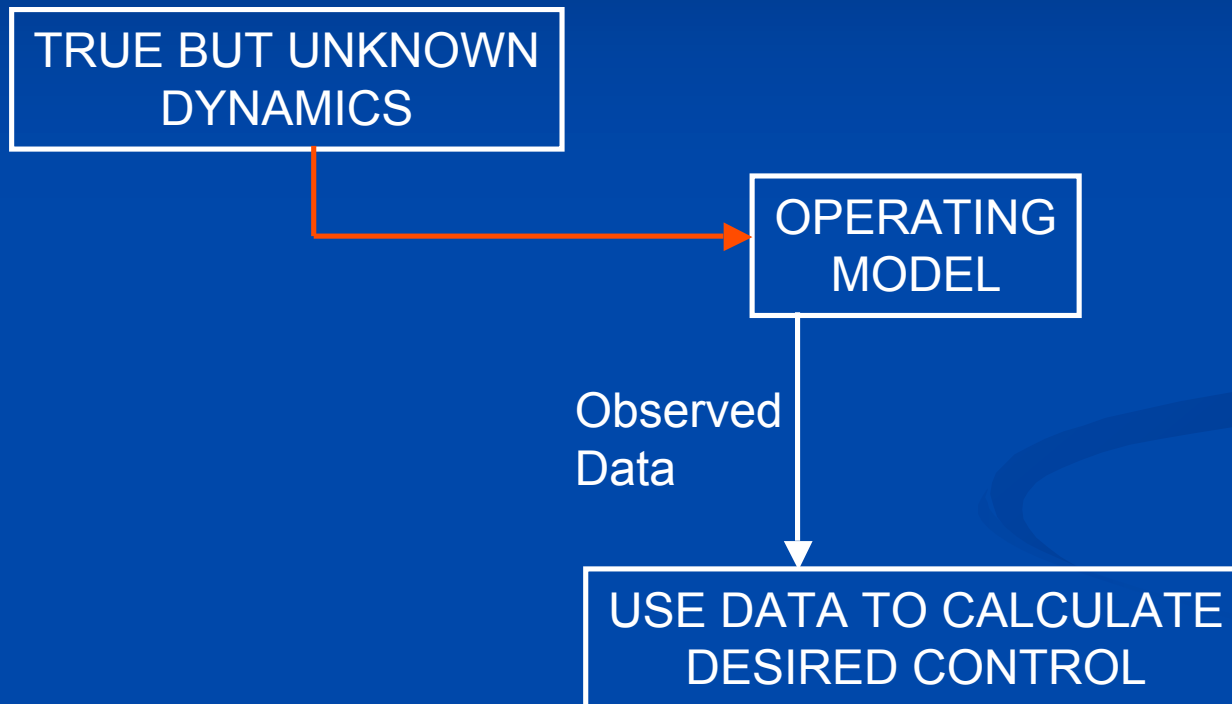 TRUE BUT UNKNOWN
DYNAMICS
OPERATING
MODEL
Observed
Data
USE DATA TO CALCULATE
DESIRED CONTROL